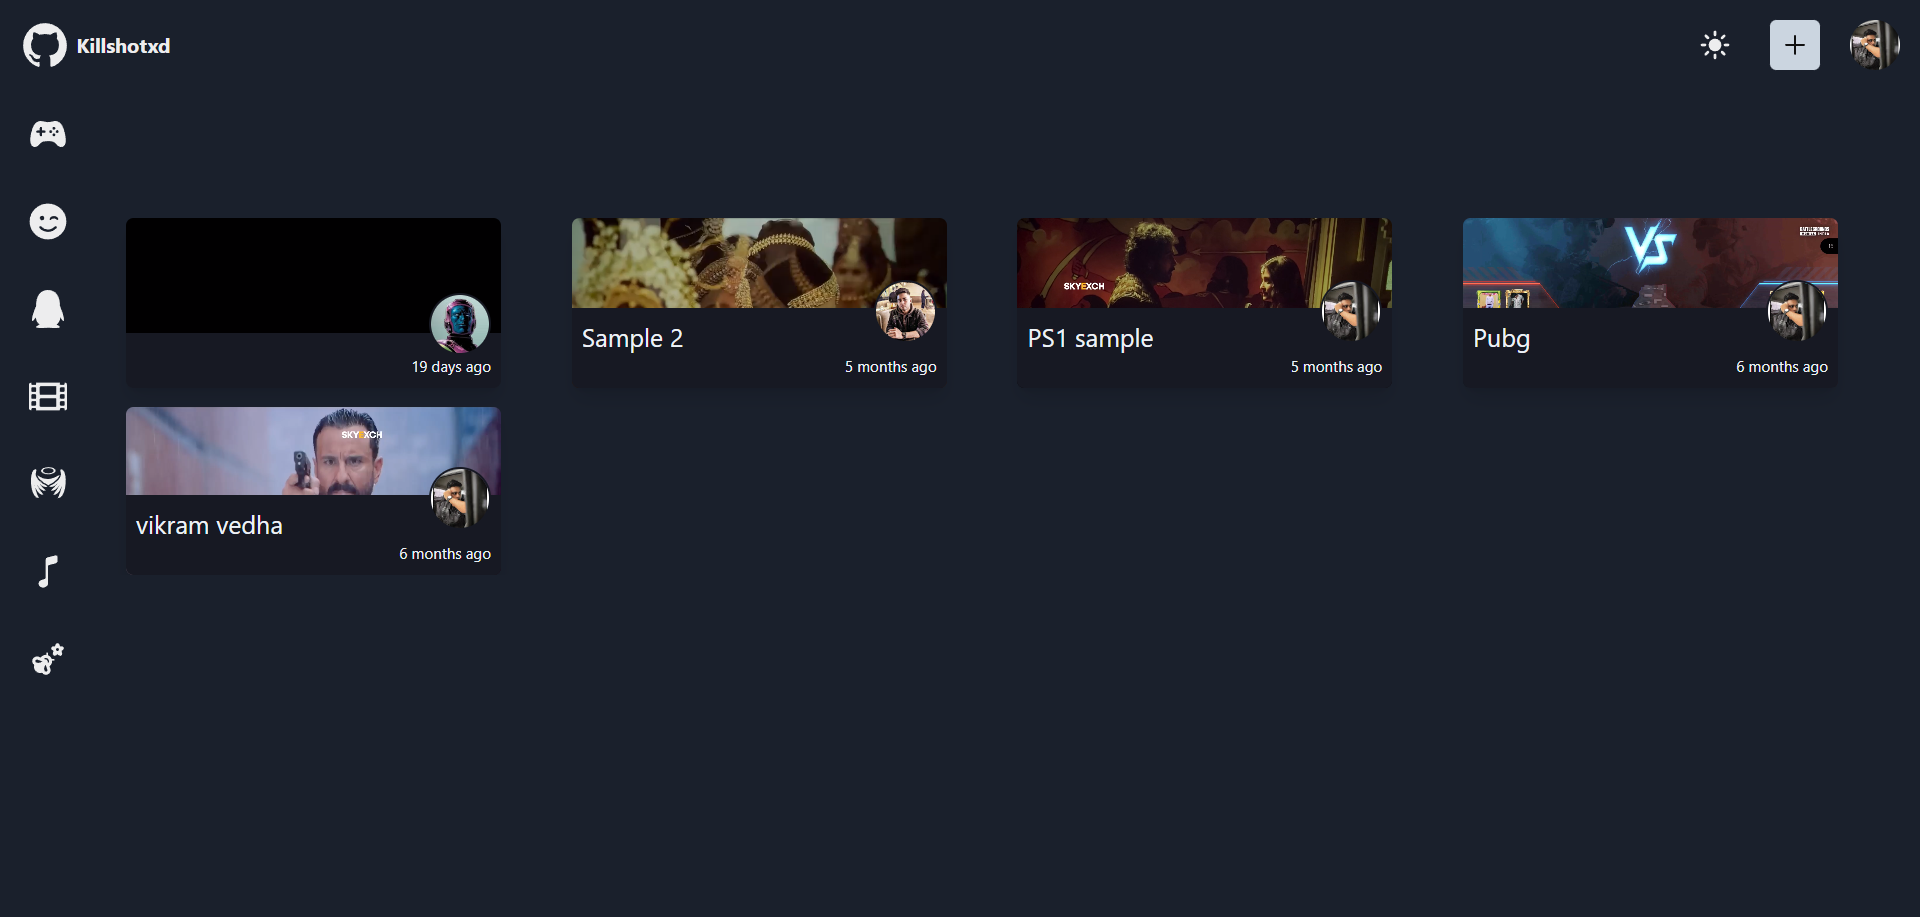 Killshotxd
19 days ago
Sample 2
5 months ago
SKYEXCH
PS1 sample
5 months ago
VS
BATTLEGROUNDS
Pubg
6 months ago
SKYEXCH
vikram vedha
6 months ago